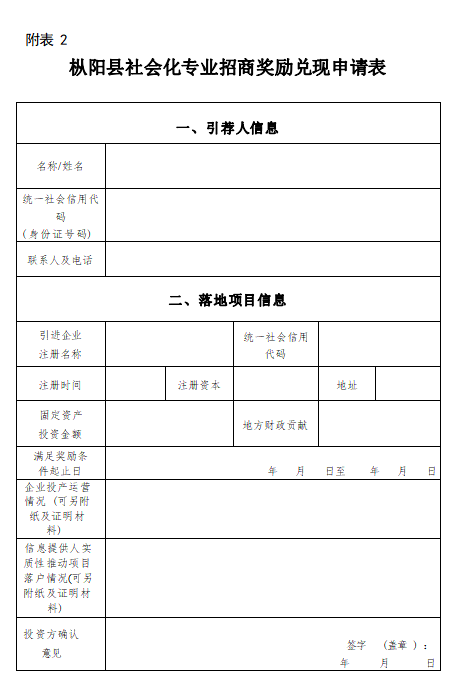 附表 2
枞阳县社会化专业招商奖励兑现申请表
一、引荐人信息
名称/姓名
统一社会信用代
码
(身份证号码)
联系人及电话
二、落地项目信息
引进企业
注册名称
统一社会信用
代码
注册时间
注册资本
地址
固定资产
投资金额
地方财政贡献
满足奖励条
件起止日
年 月 日至 年 月 日
企业投产运营
情况 (可另附
纸及证明材
料)
信息提供人实
质性推动项目
落户情况(可另
附纸及证明材
料)
投资方确认
意见
签字 (盖章 ) :
年 月 日